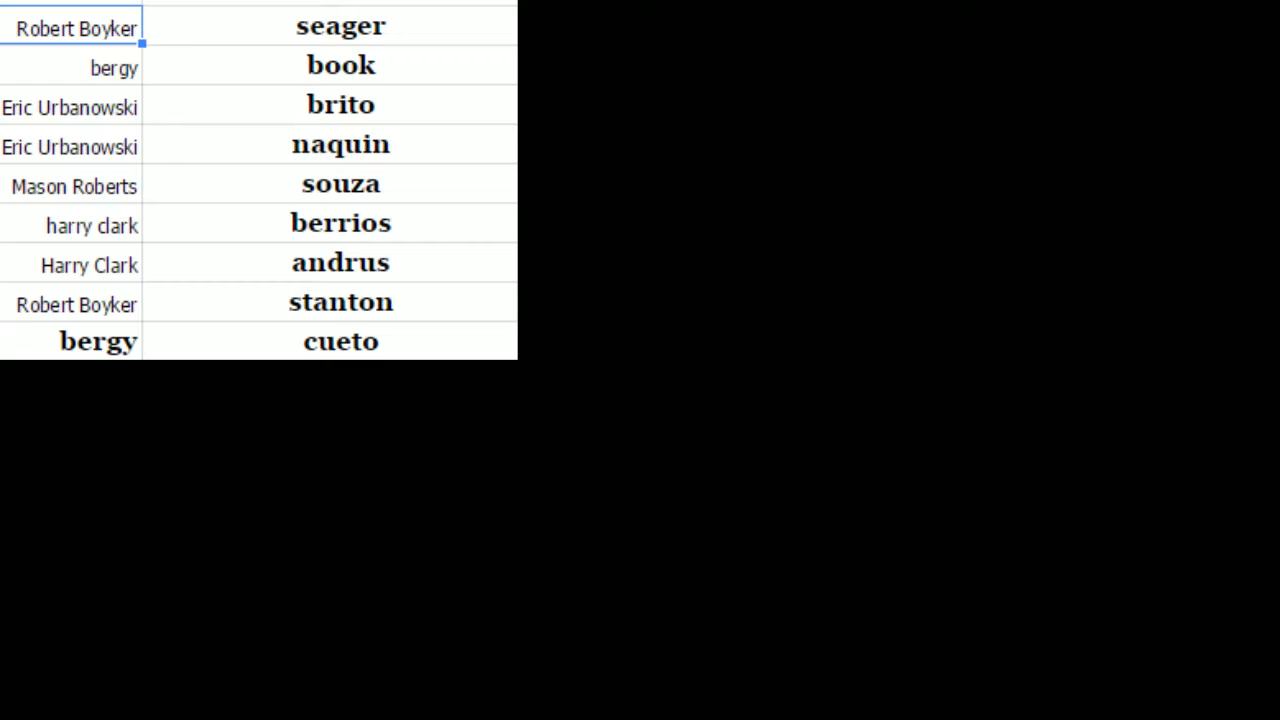 Robert Boyker seager
bergy book
Eric Urbanowski brito
Eric Urbanowski naquin
Mason Roberts souza
harry clark berrios
Harry Clark andrus
Robert Boyker stanton
bergy cueto